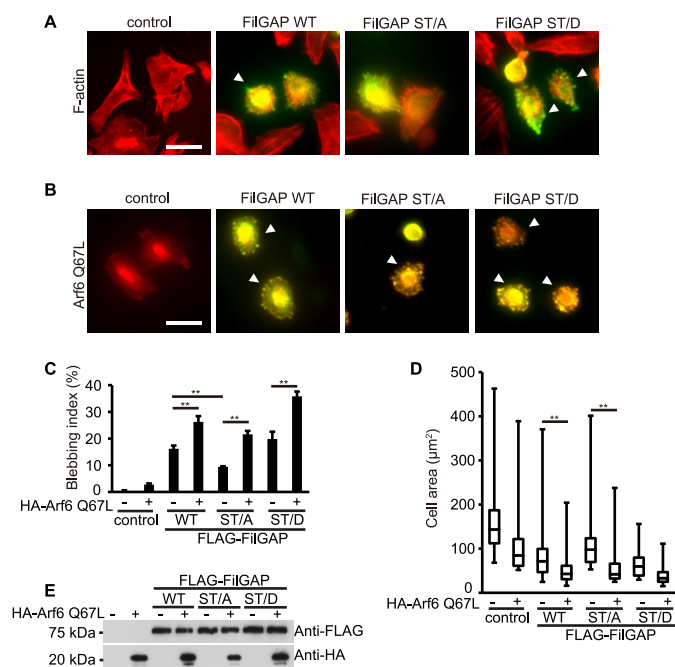 A
control
FilGAP WT
FilGAP ST/A
FilGAP ST/D
F-actin
B
control
FilGAP WT
FilGAP ST/A
FilGAP ST/D
Arf6 Q67L
C
Blebbing index (%)
40
30
20
10
0
** ** ** **
HA-Arf6 Q67L - + - + - + - +
control WT ST/A ST/D
FLAG-FilGAP
D
Cell area (µm²)
500
400
300
200
100
0
** **
HA-Arf6 Q67L - + - + - + - +
control WT ST/A ST/D
FLAG-FilGAP
E
FLAG-FilGAP
WT ST/A ST/D
HA-Arf6 Q67L - + - + - + - +
75 kDa Anti-FLAG
20 kDa Anti-HA